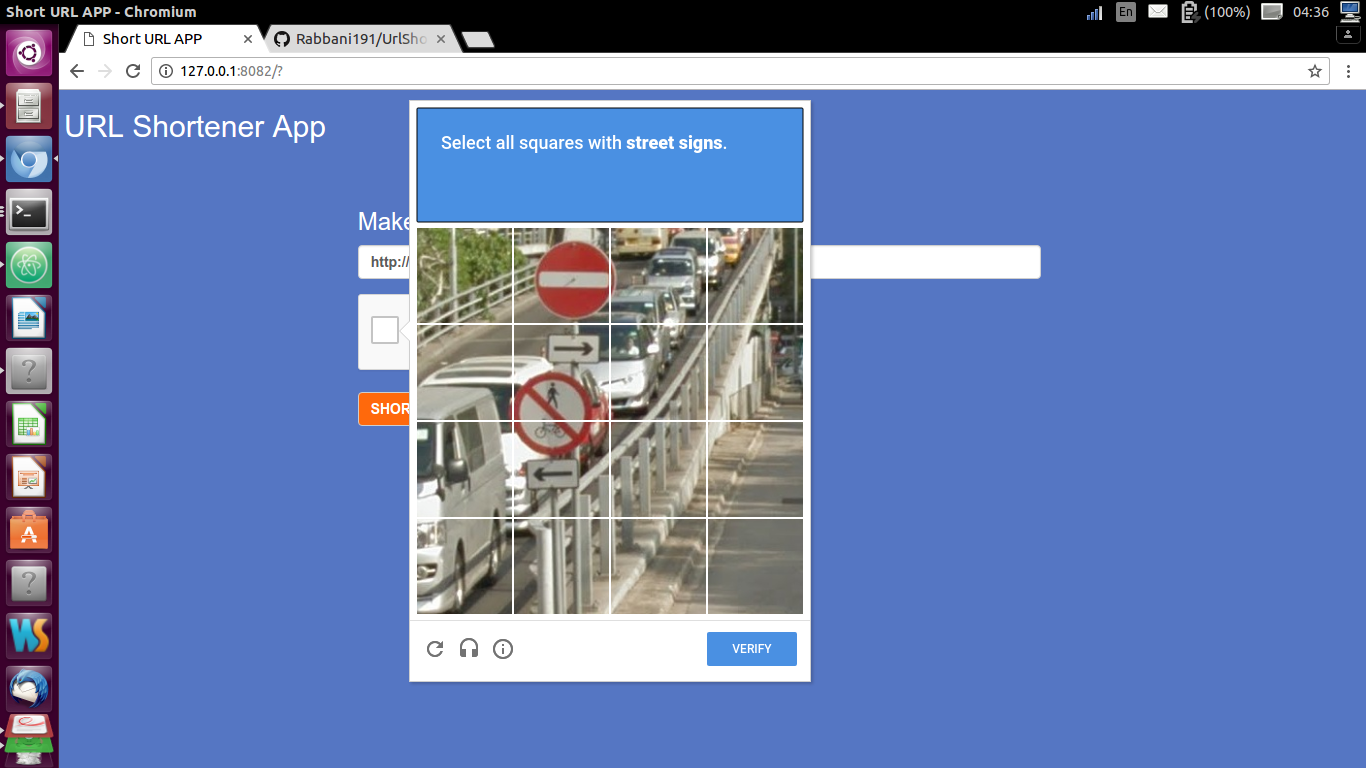 Short URL APP - Chromium
En
(100%)
04:36
Short URL APP
Rabbani191/UrlSho
127.0.0.1:8082/?
URL Shortener App
Select all squares with street signs.
Make
http://
SHOR
VERIFY